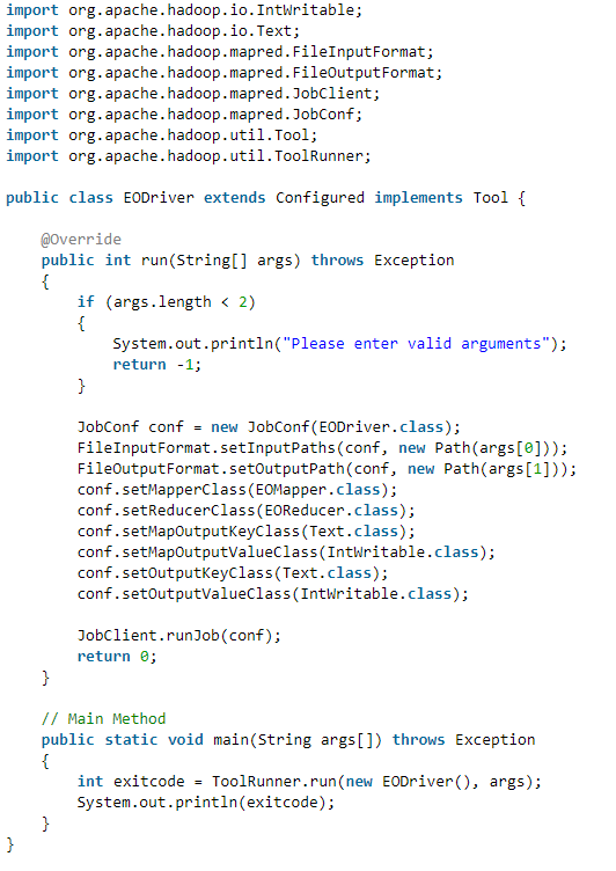 import org.apache.hadoop.io.IntWritable;
import org.apache.hadoop.io.Text;
import org.apache.hadoop.mapred.FileInputFormat;
import org.apache.hadoop.mapred.FileOutputFormat;
import org.apache.hadoop.mapred.JobClient;
import org.apache.hadoop.mapred.JobConf;
import org.apache.hadoop.util.Tool;
import org.apache.hadoop.util.ToolRunner;

public class EODriver extends Configured implements Tool {

    @Override
    public int run(String[] args) throws Exception
    {
        if (args.length < 2)
        {
            System.out.println("Please enter valid arguments");
            return -1;
        }

        JobConf conf = new JobConf(EODriver.class);
        FileInputFormat.setInputPaths(conf, new Path(args[0]));
        FileOutputFormat.setOutputPath(conf, new Path(args[1]));
        conf.setMapperClass(EOMapper.class);
        conf.setReducerClass(EOReducer.class);
        conf.setMapOutputKeyClass(Text.class);
        conf.setMapOutputValueClass(IntWritable.class);
        conf.setOutputKeyClass(Text.class);
        conf.setOutputValueClass(IntWritable.class);

        JobClient.runJob(conf);
        return 0;
    }

    // Main Method
    public static void main(String args[]) throws Exception
    {
        int exitcode = ToolRunner.run(new EODriver(), args);
        System.out.println(exitcode);
    }
}